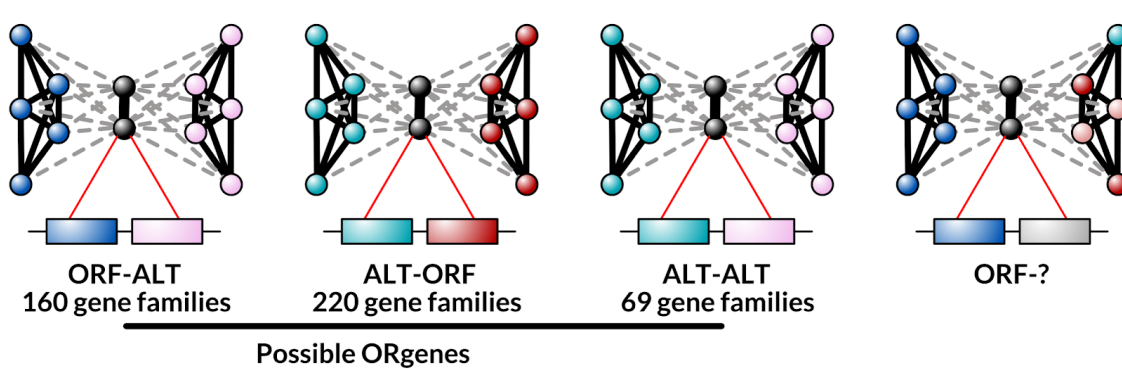 ORF-ALT
160 gene families
ALT-ORF
220 gene families
ALT-ALT
69 gene families
ORF-?
Possible ORgenes